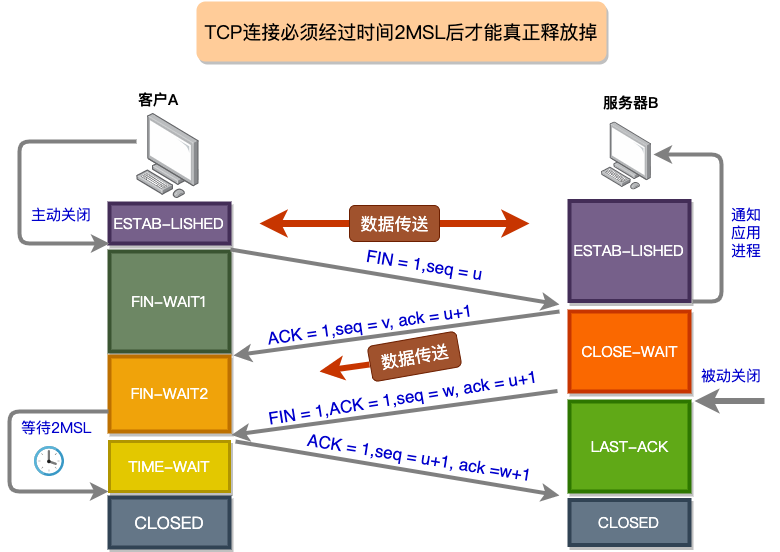 TCP连接必须经过时间2MSL后才能真正释放掉
客户A
服务器B
主动关闭
ESTAB-LISHED
数据传送
ESTAB-LISHED
通知
应用
进程
FIN = 1,seq = u
FIN-WAIT1
ACK = 1,seq = v, ack = u+1
数据传送
CLOSE-WAIT
FIN-WAIT2
FIN = 1,ACK = 1,seq = w, ack = u+1
被动关闭
等待2MSL
ACK = 1,seq = u+1, ack =w+1
LAST-ACK
TIME-WAIT
CLOSED
CLOSED